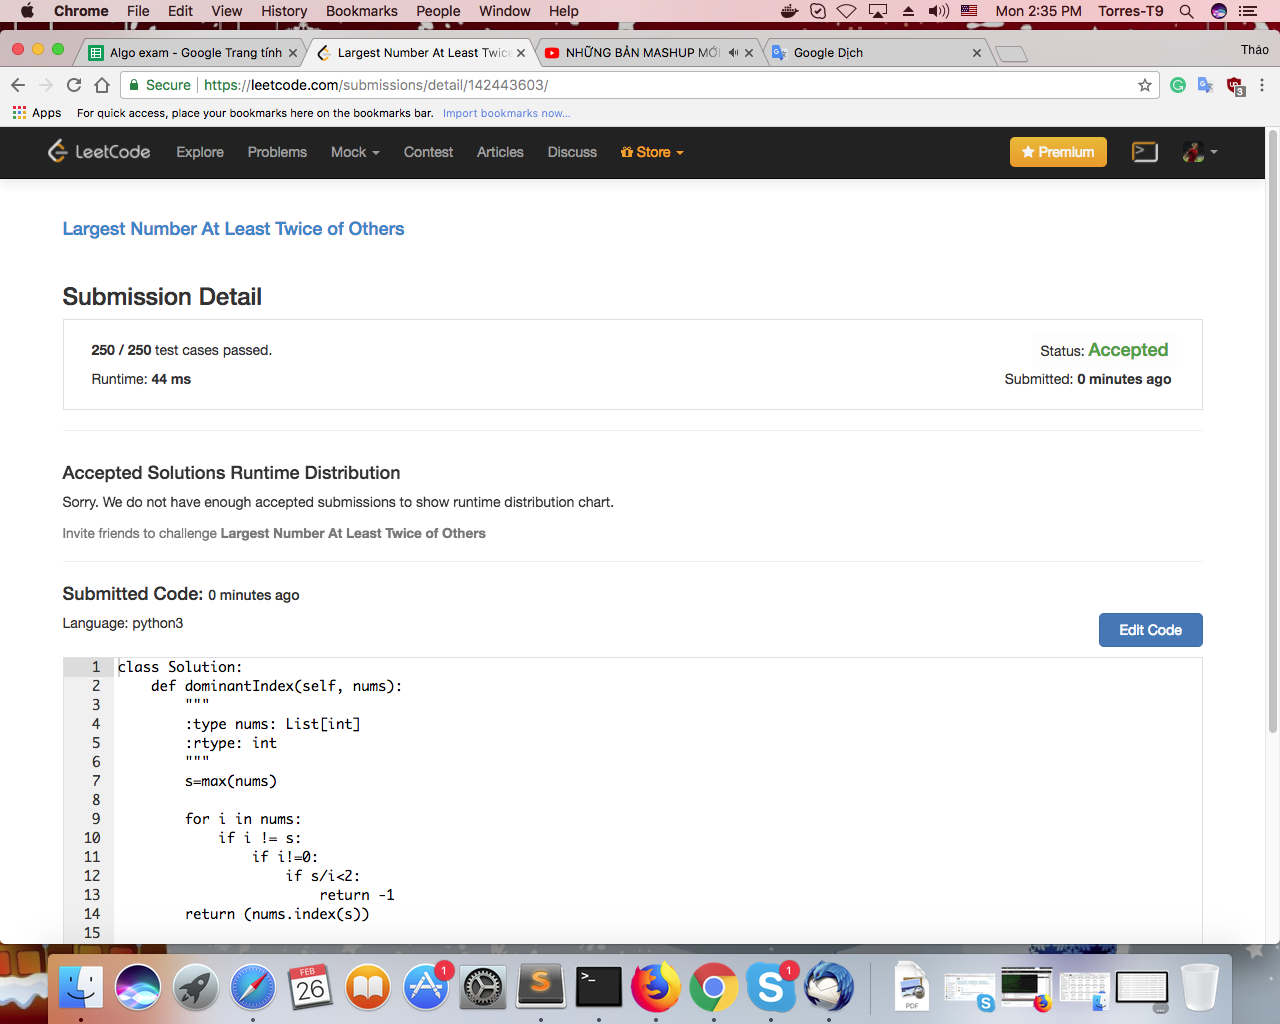 Chrome File Edit View History Bookmarks People Window Help Mon 2:35 PM Torres-T9
Algo exam - Google Trang tính
Largest Number At Least Twice
NHỮNG BẢN MASHUP MỚI
Google Dịch
Thảo
Secure https://leetcode.com/submissions/detail/142443603/
3
Apps For quick access, place your bookmarks here on the bookmarks bar. Import bookmarks now...
LeetCode Explore Problems Mock Contest Articles Discuss Store Premium
Largest Number At Least Twice of Others
Submission Detail
250 / 250 test cases passed.
Status: Accepted
Runtime: 44 ms
Submitted: 0 minutes ago
Accepted Solutions Runtime Distribution
Sorry. We do not have enough accepted submissions to show runtime distribution chart.
Invite friends to challenge Largest Number At Least Twice of Others
Submitted Code: 0 minutes ago
Language: python3
Edit Code
1 class Solution:
2 def dominantIndex(self, nums):
3 """
4 :type nums: List[int]
5 :rtype: int
6 """
7 s=max(nums)
8
9 for i in nums:
10 if i != s:
11 if i!=0:
12 if s/i<2:
13 return -1
14 return (nums.index(s))
15
FEB
26
1
1
PDF